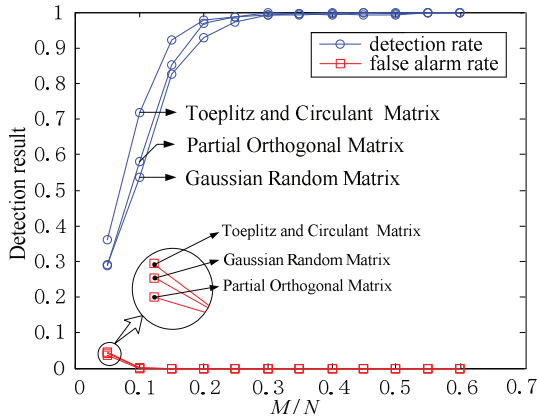 Detection result
1
0.9
0.8
0.7
0.6
0.5
0.4
0.3
0.2
0.1
0
detection rate
false alarm rate
Toeplitz and Circulant Matrix
Partial Orthogonal Matrix
Gaussian Random Matrix
Toeplitz and Circulant Matrix
Gaussian Random Matrix
Partial Orthogonal Matrix
0 0.1 0.2 0.3 0.4 0.5 0.6 0.7
M/N